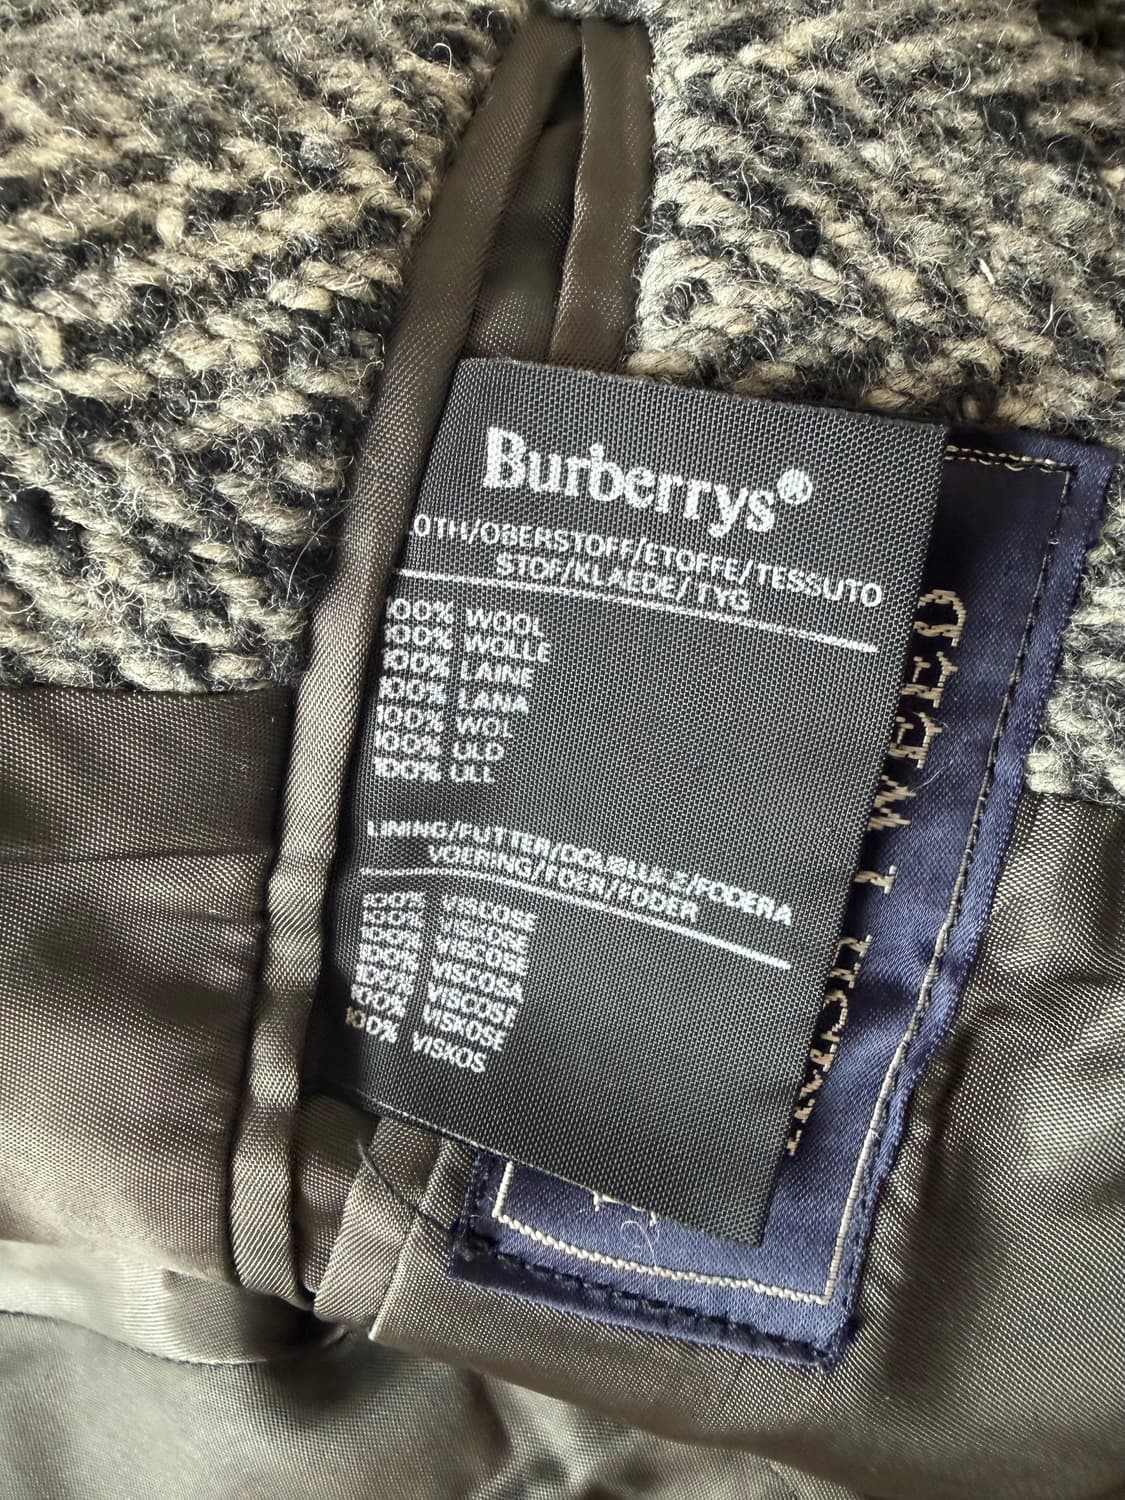 Burberrys®
LOTH/OBERSTOFF/ETOFFE/TESSUTO
STOF/KLAEDE/TYG
100% WOOL
100% WOLLE
100% LAINE
100% LANA
100% WOL
100% ULD
100% ULL
LINING/FUTTER/DOUBLURE/FODERA
VOERING/FOER/FODER
100% VISCOSE
100% VISKOSE
100% VISCOSE
100% VISCOSA
100% VISCOSE
100% VISKOSE
100% VISKOS